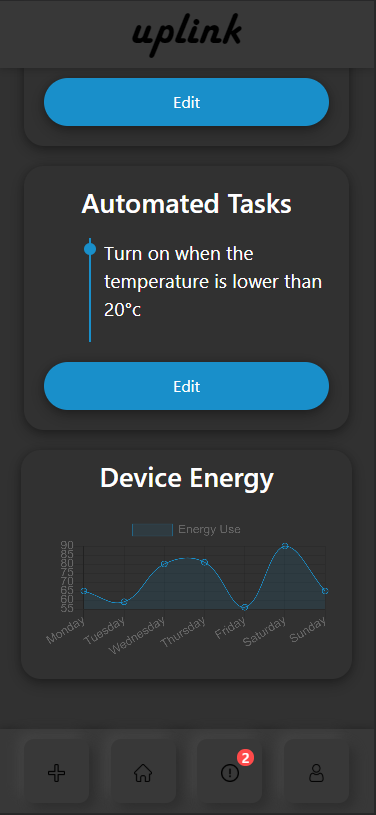 uplink
Edit
Automated Tasks
Turn on when the
temperature is lower than
20°c
Edit
Device Energy
Energy Use
90
85
80
75
70
65
60
55
Monday
Tuesday
Wednesday
Thursday
Friday
Saturday
Sunday
2